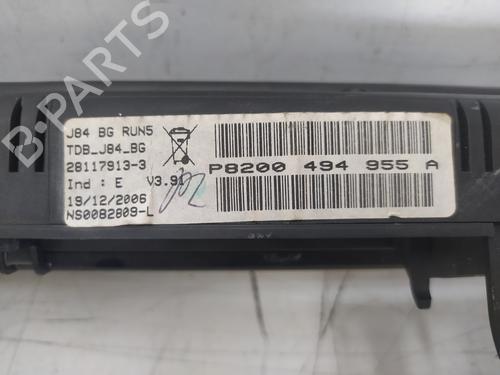 B-PARTS
J84 BG RUN5
TDB_J84_BG
28117913-3
Ind : E V3.91
19/12/2006
NS0082809-L
P8200 494 955 A